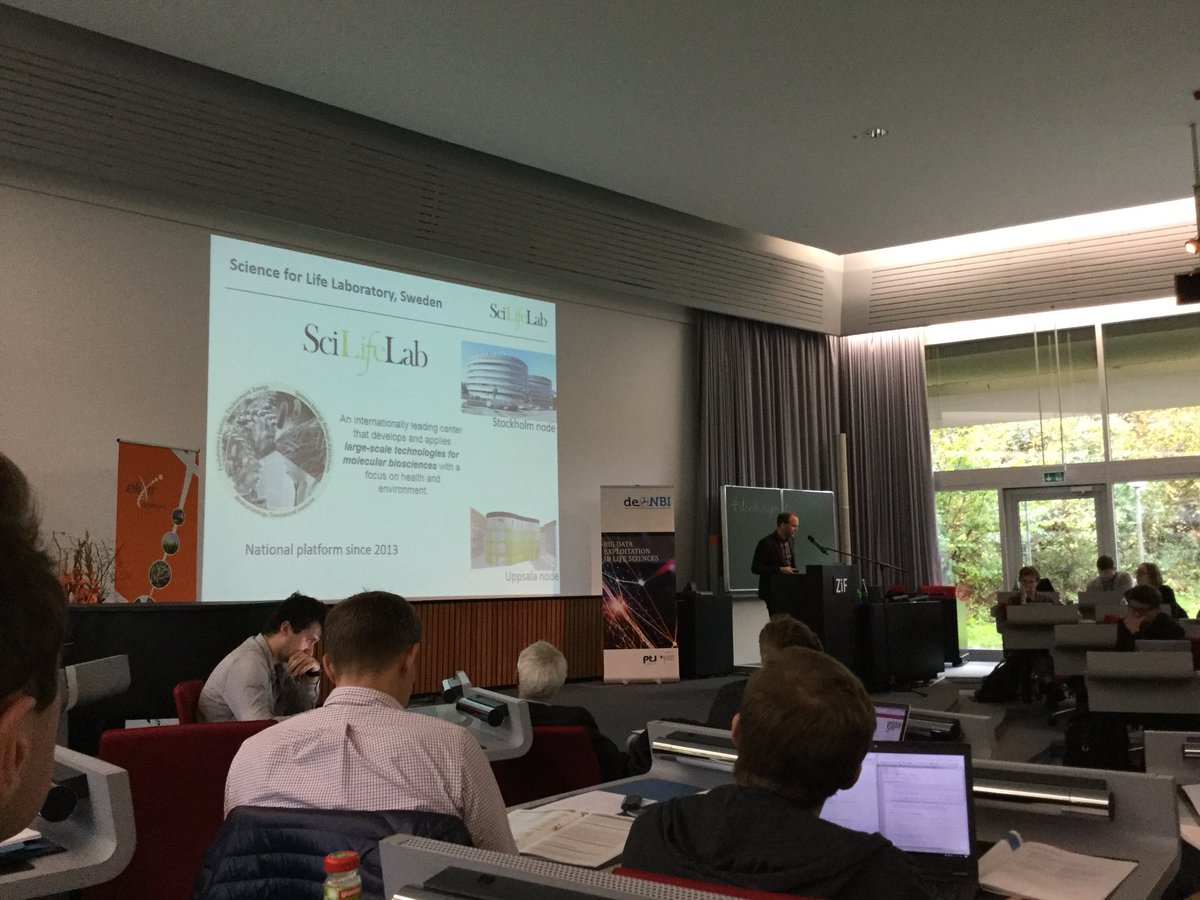 Science for Life Laboratory, Sweden
SciLifeLab
SciLifeLab
Stockholm node
An internationally leading center
that develops and applies
large-scale technologies for
molecular biosciences with a
focus on health and
environment.
National platform since 2013
Uppsala node
elixir
de.NBI
BIG DATA
EXPLOITATION
IN LIFE SCIENCES
PtJ
ZiF